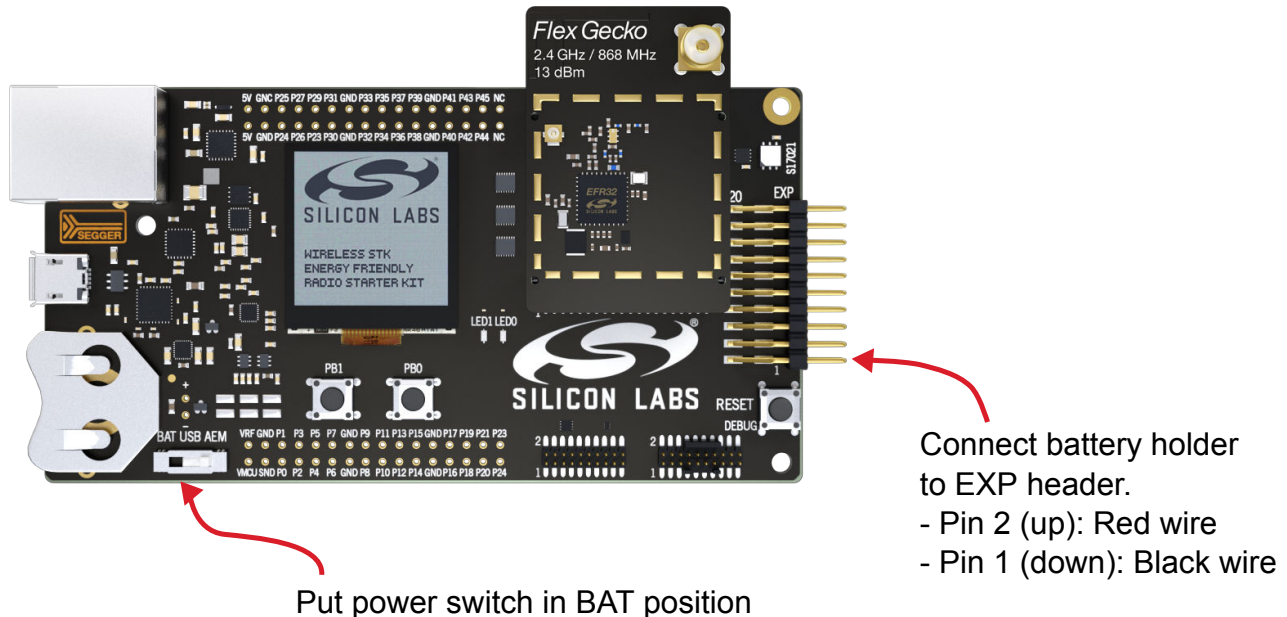 Flex Gecko
2.4 GHz / 868 MHz
13 dBm
5V GNC P25 P27 P29 P31 GND P33 P35 P37 P39 GND P41 P43 P45 NC
5V GND P24 P26 P23 P30 GND P32 P34 P36 P38 GND P40 P42 P44 NC
S17021
SILICON LABS
WIRELESS STK
ENERGY FRIENDLY
RADIO STARTER KIT
EFR32
SILICON LABS
20 EXP
SEGGER
LED1 LED0
1
PB1 PB0
®
SILICON LABS
RESET
DEBUG
BAT USB AEM
VRF GND P1 P3 P5 P7 GND P9 P11 P13 P15 GND P17 P19 P21 P23
VMCU SND P0 P2 P4 P6 GND P8 P10 P12 P14 GND P16 P18 P20 P24
2 2
1 1
Connect battery holder
to EXP header.
- Pin 2 (up): Red wire
- Pin 1 (down): Black wire
Put power switch in BAT position